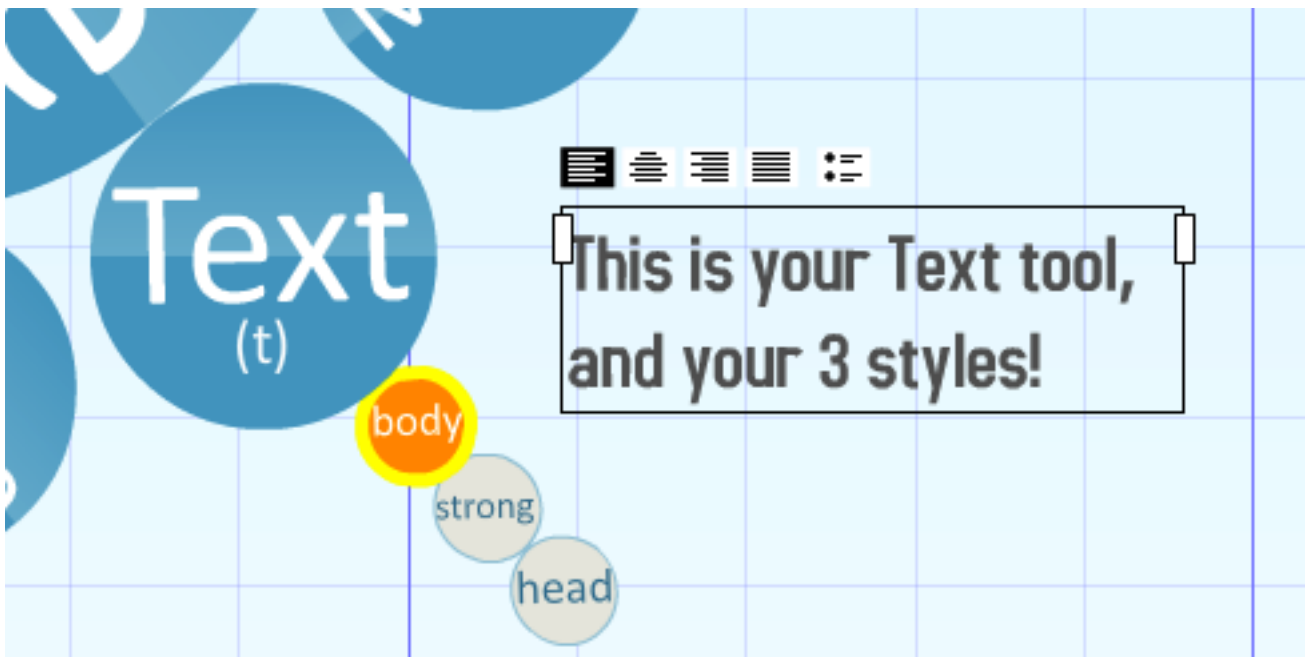 Text
(t)
This is your Text tool,
and your 3 styles!
body
strong
head